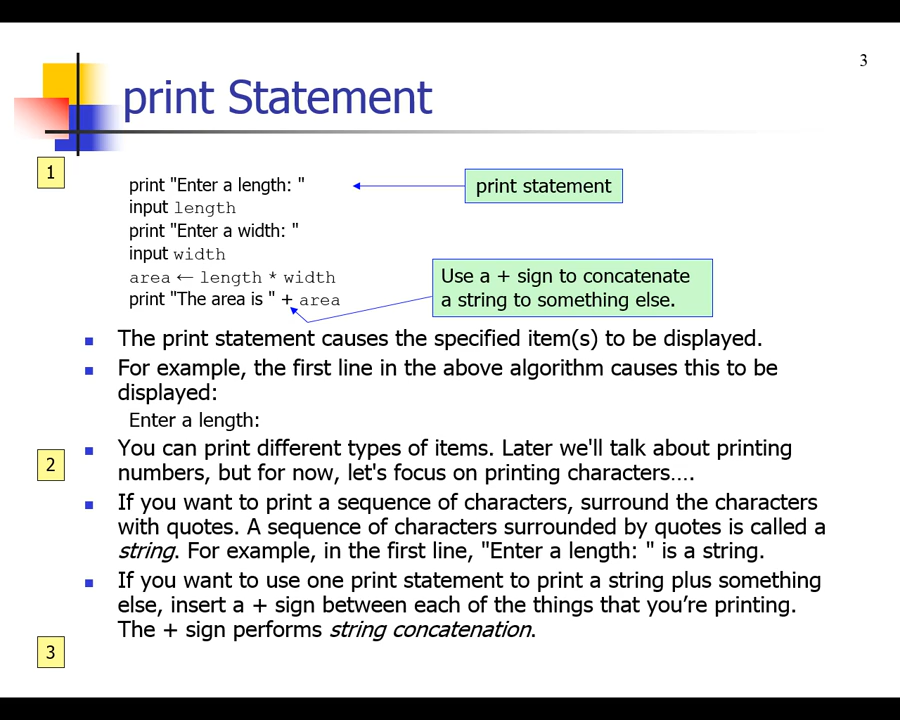 3
print Statement
1
print "Enter a length: "
print statement
input length
print "Enter a width: "
input width
area ← length * width
print "The area is " + area
Use a + sign to concatenate
a string to something else.
The print statement causes the specified item(s) to be displayed.
For example, the first line in the above algorithm causes this to be
displayed:
Enter a length:
2
You can print different types of items. Later we'll talk about printing
numbers, but for now, let's focus on printing characters….
If you want to print a sequence of characters, surround the characters
with quotes. A sequence of characters surrounded by quotes is called a
string. For example, in the first line, "Enter a length: " is a string.
If you want to use one print statement to print a string plus something
else, insert a + sign between each of the things that you’re printing.
The + sign performs string concatenation.
3